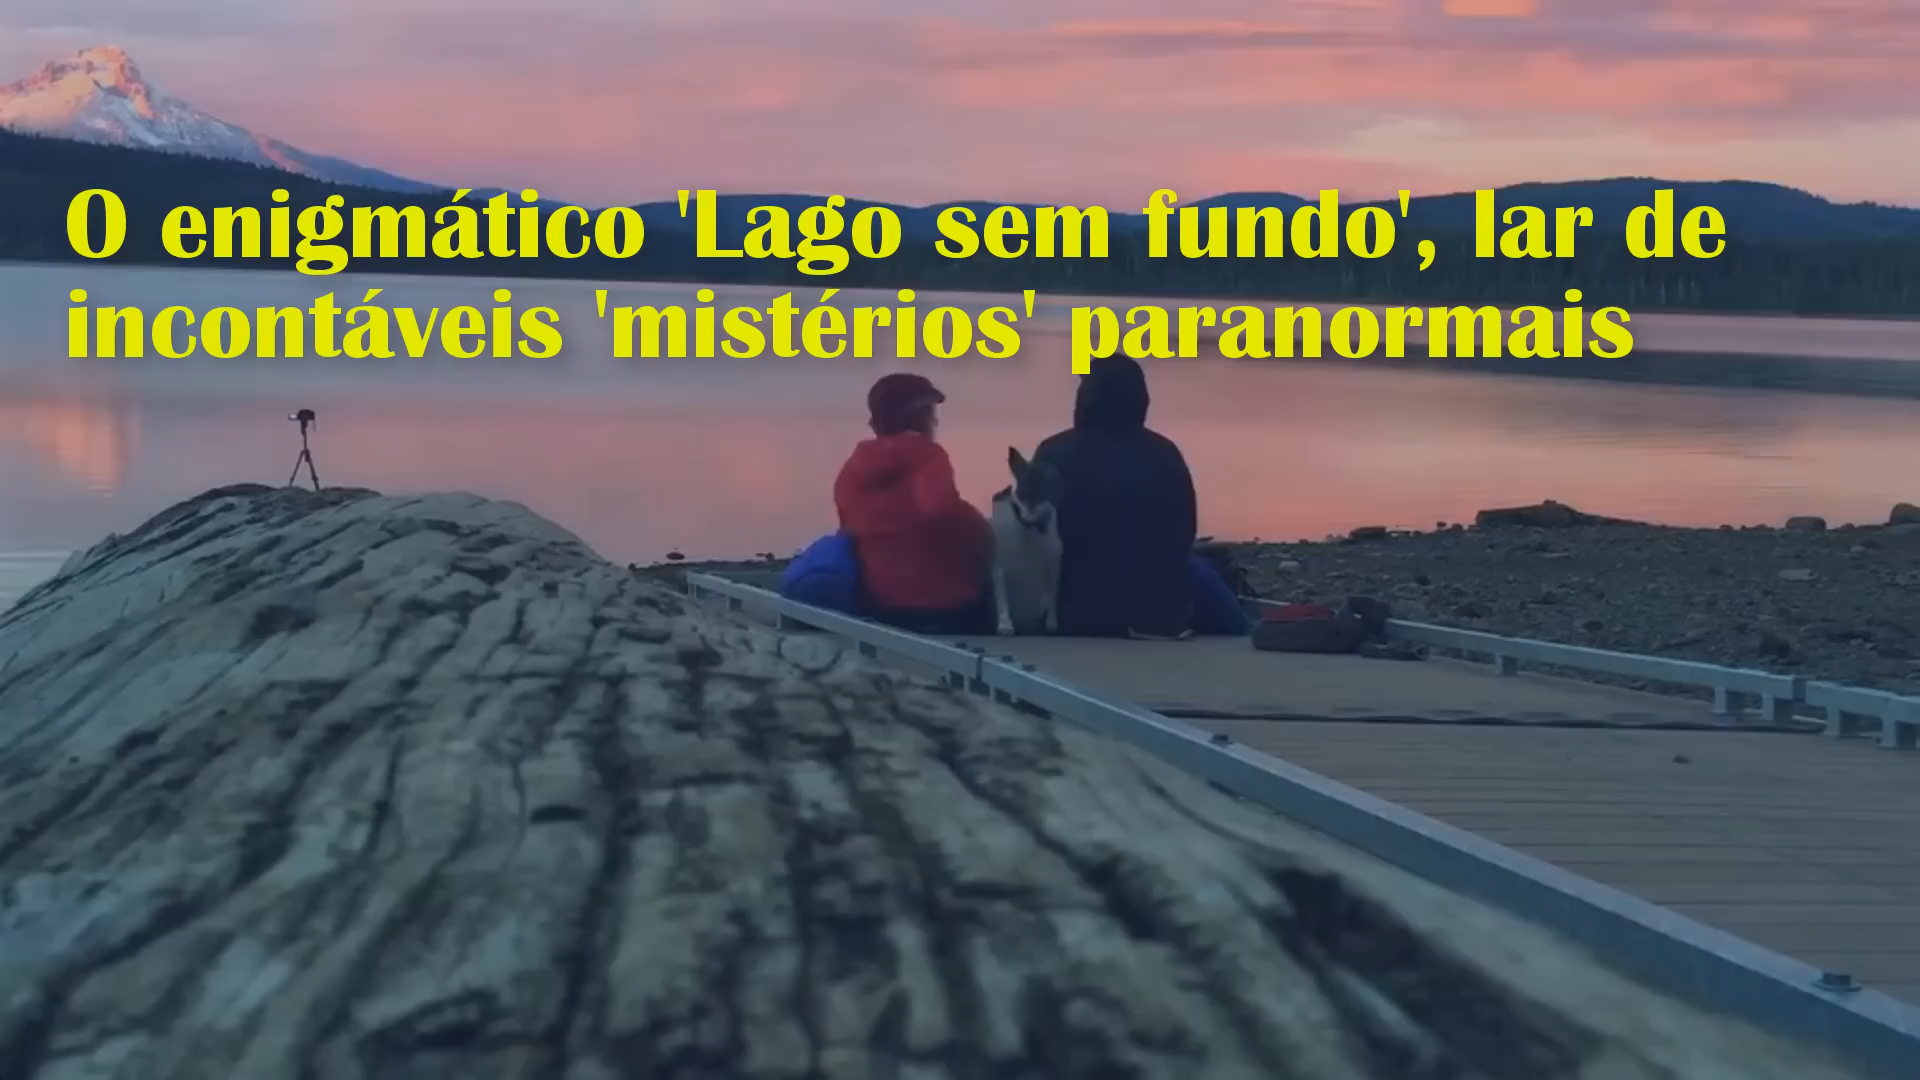 O enigmático 'Lago sem fundo', lar de
incontáveis 'mistérios' paranormais